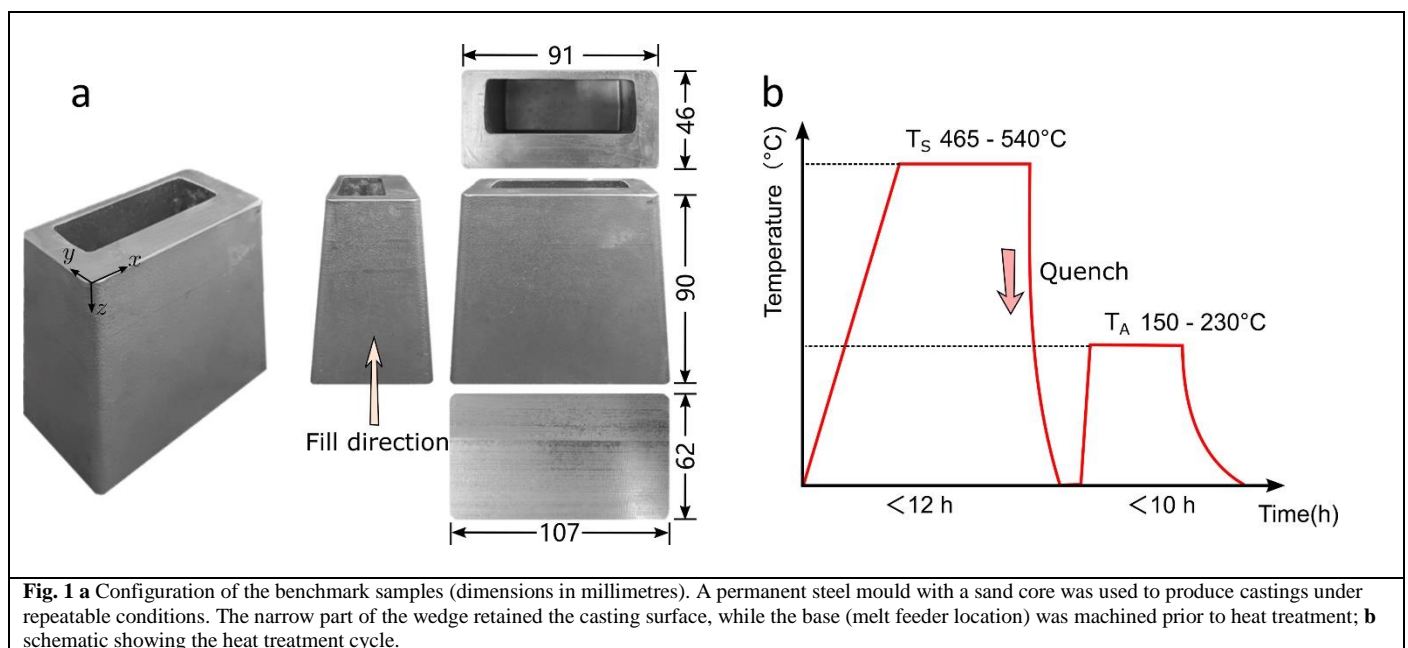 a
91
46
90
62
107
x
y
z
Fill direction
b
Temperature (°C)
T_S 465 - 540°C
Quench
T_A 150 - 230°C
<12 h
<10 h
Time(h)
Fig. 1 a Configuration of the benchmark samples (dimensions in millimetres). A permanent steel mould with a sand core was used to produce castings under
repeatable conditions. The narrow part of the wedge retained the casting surface, while the base (melt feeder location) was machined prior to heat treatment; b
schematic showing the heat treatment cycle.